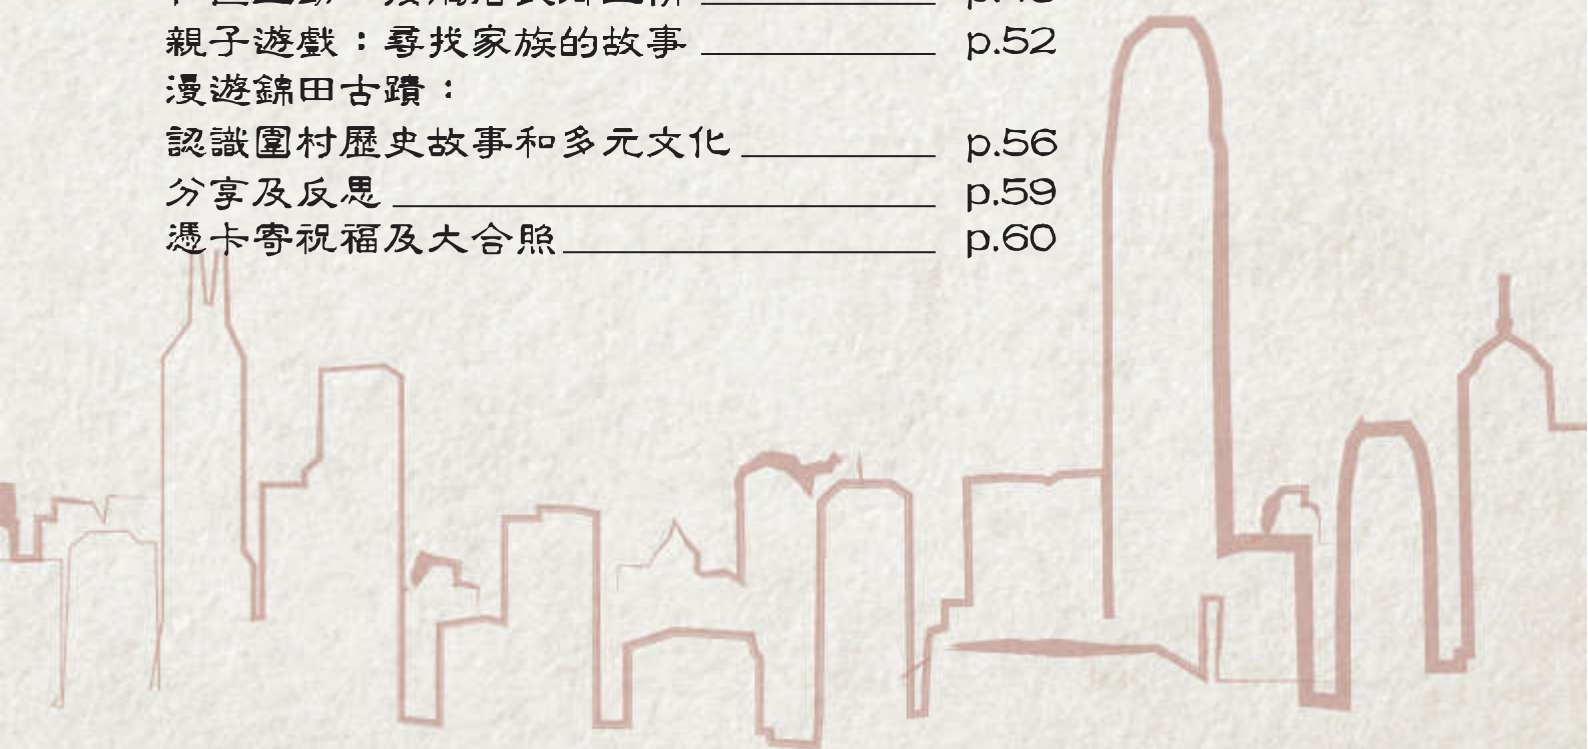 親子遊戲：尋找家族的故事 p.52
漫遊錦田古蹟：
認識圍村歷史故事和多元文化 p.56
分享及反思 p.59
憑卡寄祝福及大合照 p.60